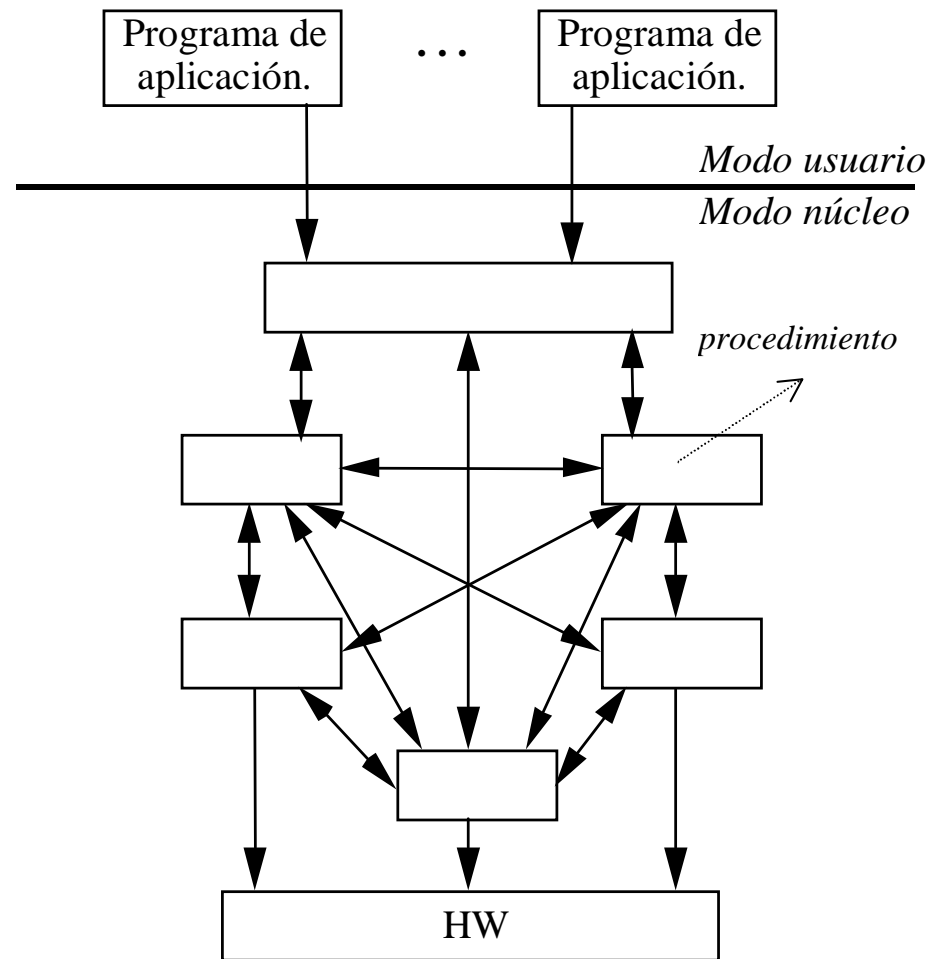 Programa de
aplicación.
...
Programa de
aplicación.
Modo usuario
Modo núcleo
procedimiento
HW